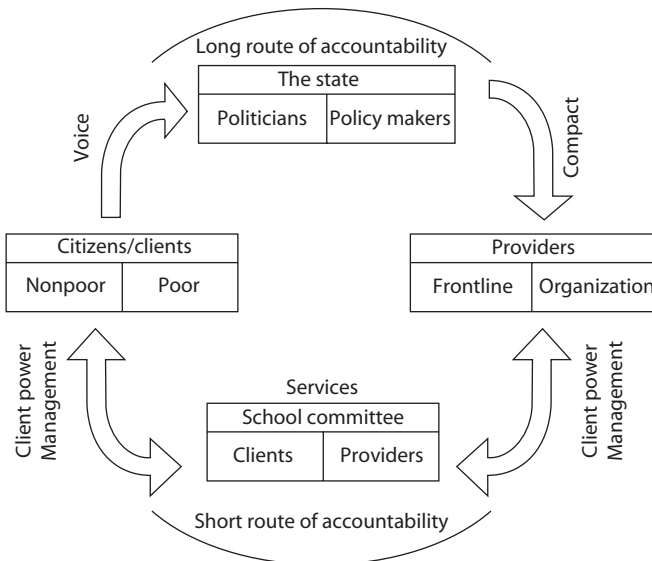 Long route of accountability
The state
Politicians
Policy makers
Voice
Compact
Citizens/clients
Nonpoor
Poor
Providers
Frontline
Organization
Client power
Management
Services
School committee
Clients
Providers
Client power
Management
Short route of accountability